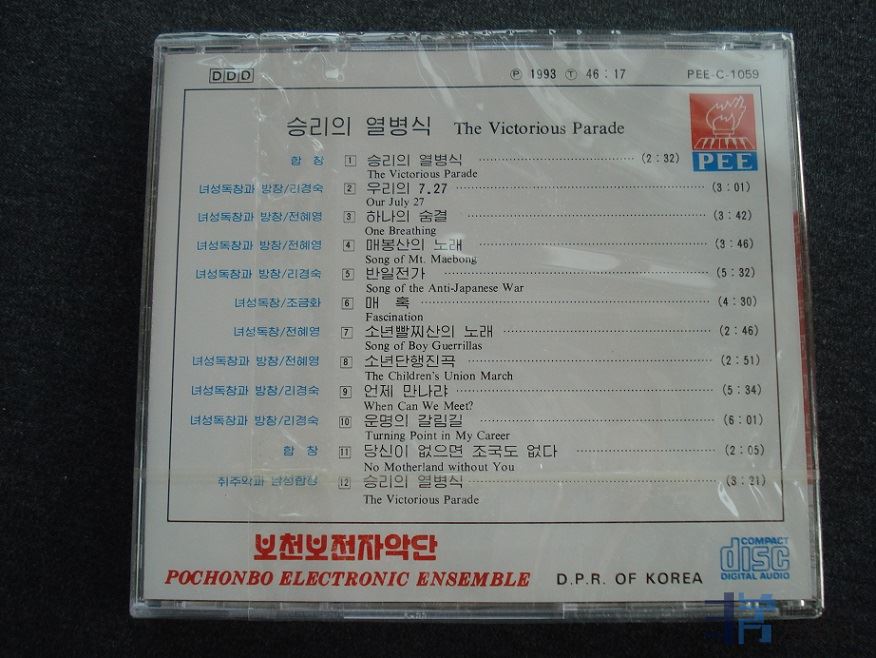 DDD
Ⓟ 1993 Ⓣ 46:17
PEE-C-1059
승리의 열병식 The Victorious Parade
PEE
합 창 1 승리의 열병식 (2:32)
The Victorious Parade
녀성독창과 방창/리경숙 2 우리의 7.27 (3:01)
Our July 27
녀성독창과 방창/전혜영 3 하나의 숨결 (3:42)
One Breathing
녀성독창과 방창/전혜영 4 매봉산의 노래 (3:46)
Song of Mt. Maebong
녀성독창과 방창/리경숙 5 반일전가 (5:32)
Song of the Anti-Japanese War
녀성독창/조금화 6 매 혹 (4:30)
Fascination
녀성독창/전혜영 7 소년빨찌산의 노래 (2:46)
Song of Boy Guerrillas
녀성독창과 방창/전혜영 8 소년단행진곡 (2:51)
The Children's Union March
녀성독창과 방창/리경숙 9 언제 만나랴 (5:34)
When Can We Meet?
녀성독창과 방창/리경숙 10 운명의 갈림길 (6:01)
Turning Point in My Career
합 창 11 당신이 없으면 조국도 없다 (2:05)
No Motherland without You
취주악과 남성합창 12 승리의 열병식 (3:21)
The Victorious Parade
보천보전자악단
POCHONBO ELECTRONIC ENSEMBLE
D.P.R. OF KOREA
COMPACT
disc
DIGITAL AUDIO